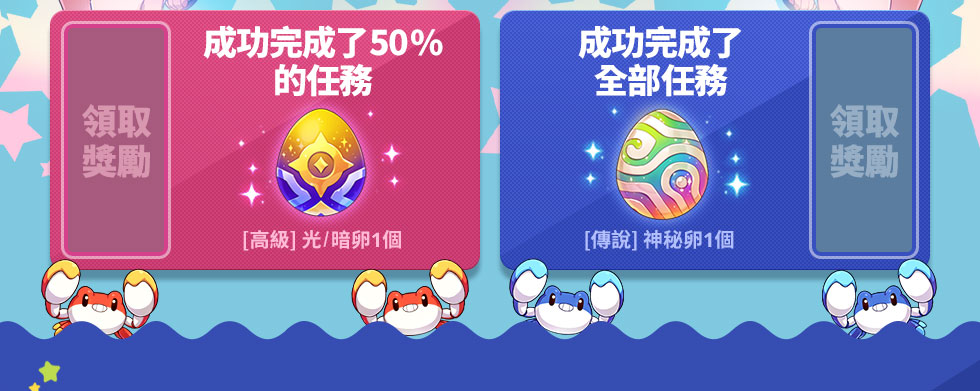 領取
獎勵
成功完成了50%
的任務
[高級] 光/暗卵1個
成功完成了
全部任務
[傳說] 神秘卵1個
領取
獎勵